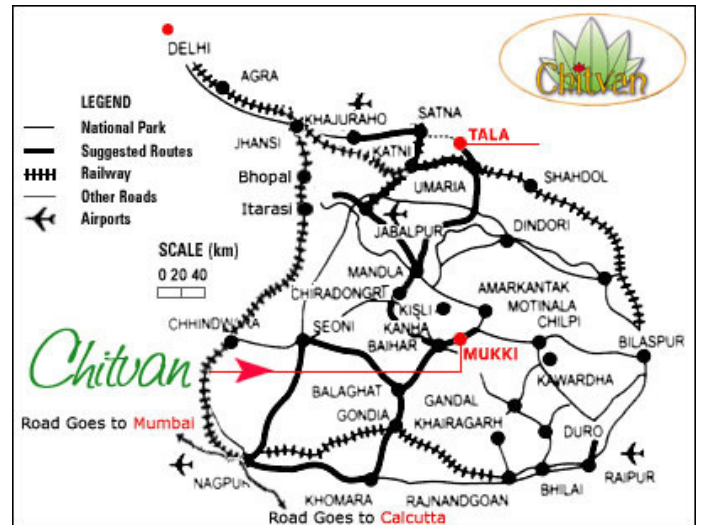 DELHI
Chitvan
AGRA
LEGEND
National Park
Suggested Routes
Railway
Other Roads
Airports
KHAJURAHO
SATNA
TALA
JHANSI
KATNI
Bhopal
UMARIA
SHAHDOL
Itarasi
JABALPUR
DINDORI
SCALE (km)
0 20 40
MANDLA
CHIRADONGRI
AMARKANTAK
KISLI
MOTINALA
CHHINDWARA
SEONI
KANHA
CHILPI
BAIHAR
MUKKI
BILASPUR
Chitvan
BALAGHAT
KAWARDHA
GANDAL
GONDIA
KHAIRAGARH
Road Goes to Mumbai
DURO
NAGPUR
KHOMARA
RAJNANDGOAN
BHILAI
RAIPUR
Road Goes to Calcutta